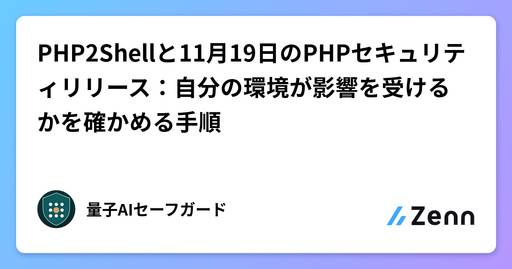 PHP2Shellと11月19日のPHPセキュリテ
ィリリース：自分の環境が影響を受ける
かを確かめる手順
量子AIセーフガード
Zenn